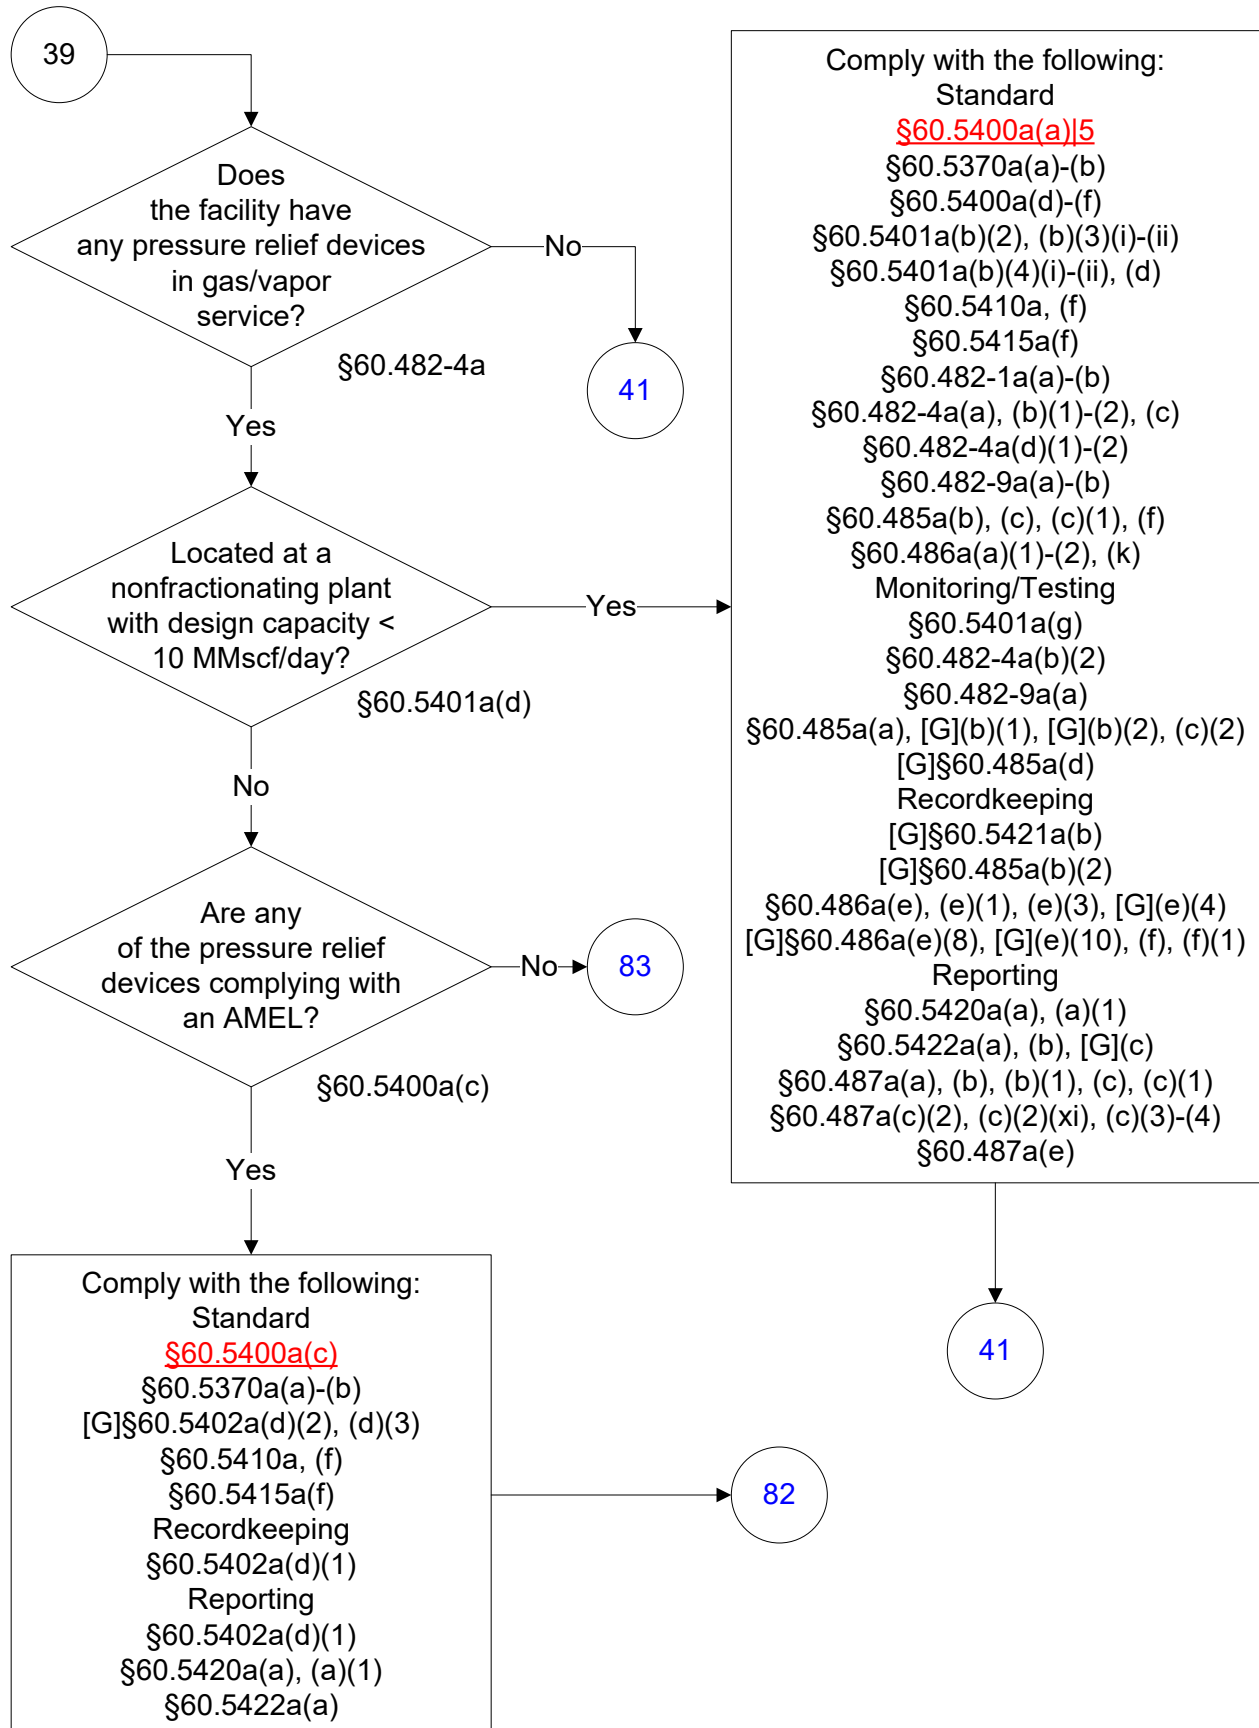 39
Does
the facility have
any pressure relief devices
in gas/vapor
service?
No
§60.482-4a
41
Yes
Located at a
nonfractionating plant
with design capacity <
10 MMscf/day?
Yes
§60.5401a(d)
No
Are any
of the pressure relief
devices complying with
an AMEL?
No
83
§60.5400a(c)
Yes
Comply with the following:
Standard
§60.5400a(c)
§60.5370a(a)-(b)
[G]§60.5402a(d)(2), (d)(3)
§60.5410a, (f)
§60.5415a(f)
Recordkeeping
§60.5402a(d)(1)
Reporting
§60.5402a(d)(1)
§60.5420a(a), (a)(1)
§60.5422a(a)
82
Comply with the following:
Standard
§60.5400a(a)|5
§60.5370a(a)-(b)
§60.5400a(d)-(f)
§60.5401a(b)(2), (b)(3)(i)-(ii)
§60.5401a(b)(4)(i)-(ii), (d)
§60.5410a, (f)
§60.5415a(f)
§60.482-1a(a)-(b)
§60.482-4a(a), (b)(1)-(2), (c)
§60.482-4a(d)(1)-(2)
§60.482-9a(a)-(b)
§60.485a(b), (c), (c)(1), (f)
§60.486a(a)(1)-(2), (k)
Monitoring/Testing
§60.5401a(g)
§60.482-4a(b)(2)
§60.482-9a(a)
§60.485a(a), [G](b)(1), [G](b)(2), (c)(2)
[G]§60.485a(d)
Recordkeeping
[G]§60.5421a(b)
[G]§60.485a(b)(2)
§60.486a(e), (e)(1), (e)(3), [G](e)(4)
[G]§60.486a(e)(8), [G](e)(10), (f), (f)(1)
Reporting
§60.5420a(a), (a)(1)
§60.5422a(a), (b), [G](c)
§60.487a(a), (b), (b)(1), (c), (c)(1)
§60.487a(c)(2), (c)(2)(xi), (c)(3)-(4)
§60.487a(e)
41